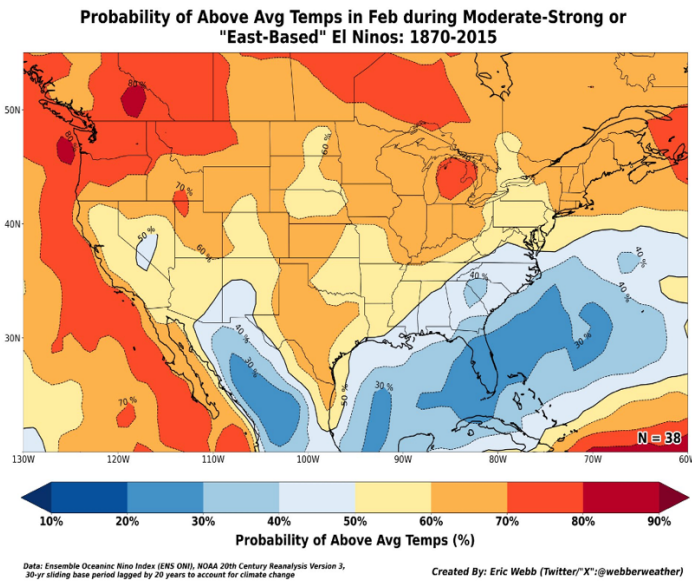 Probability of Above Avg Temps in Feb during Moderate-Strong or
"East-Based" El Ninos: 1870-2015
80 %
50N
80 %
60 %
70 %
40N
50 %
60 %
40 %
40 %
40 %
30N
40 %
30 %
30 %
30 %
50 %
70 %
N = 38
130W 120W 110W 100W 90W 80W 70W 60W
10% 20% 30% 40% 50% 60% 70% 80% 90%
Probability of Above Avg Temps (%)
Data: Ensemble Oceanic Nino Index (ENS ONI), NOAA 20th Century Reanalysis Version 3,
30-yr sliding base period lagged by 20 years to account for climate change
Created By: Eric Webb (Twitter/"X":@webberweather)